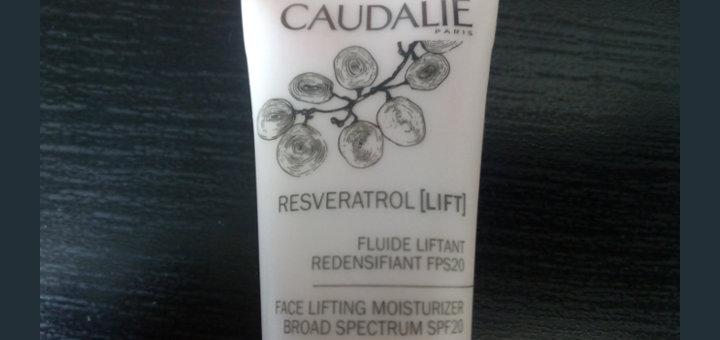 CAUDALIE
PARIS
RESVERATROL [LIFT]
FLUIDE LIFTANT
REDENSIFIANT FPS20
FACE LIFTING MOISTURIZER
BROAD SPECTRUM SPF20